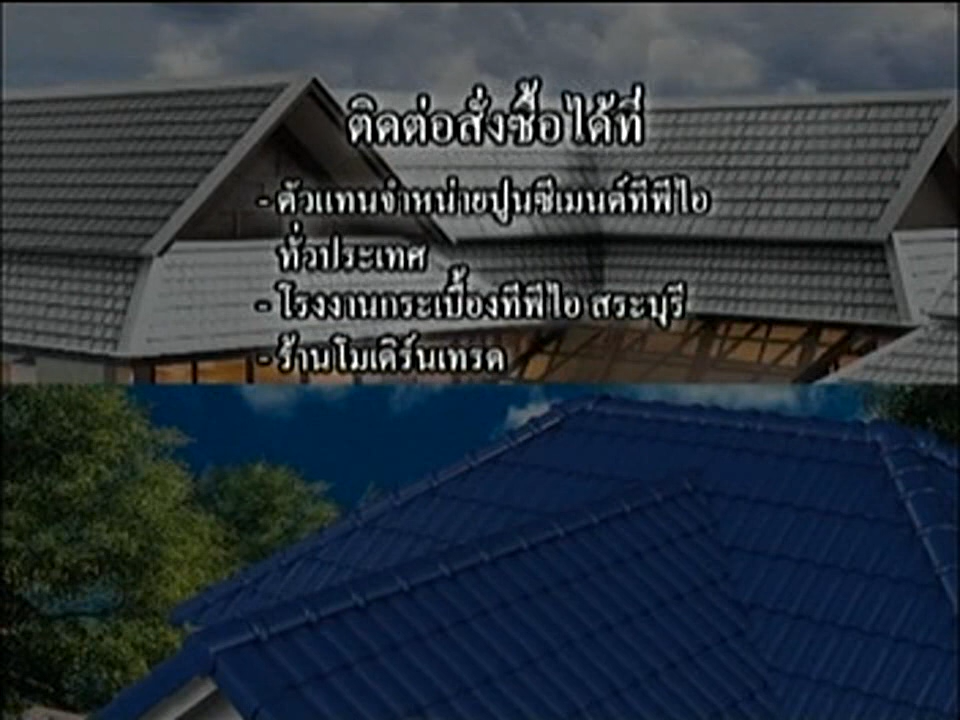 ติดต่อสั่งซื้อได้ที่
- ตัวแทนจำหน่ายปูนซีเมนต์ทีพีไอ
ทั่วประเทศ
- โรงงานกระเบื้องทีพีไอ สระบุรี
- ร้านโมเดิร์นเทรด